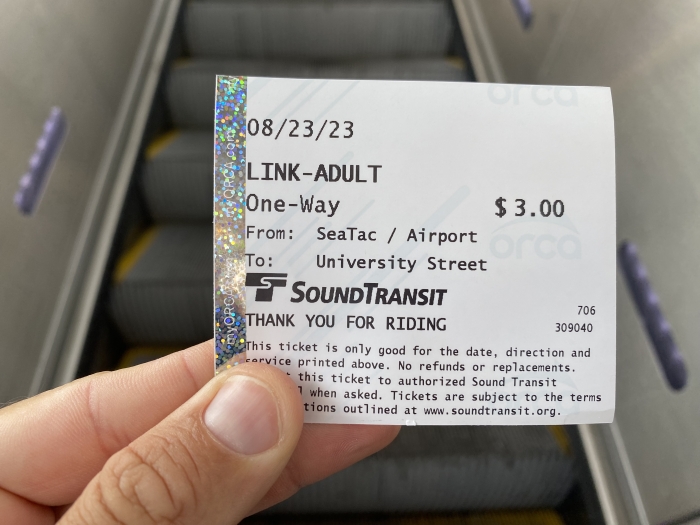 orca
08/23/23
LINK-ADULT
One-Way $3.00
From: SeaTac / Airport
orca
To: University Street
SOUNDTRANSIT
THANK YOU FOR RIDING
706
309040
This ticket is only good for the date, direction and
service printed above. No refunds or replacements.
this ticket to authorized Sound Transit
when asked. Tickets are subject to the terms
outlined at www.soundtransit.org.